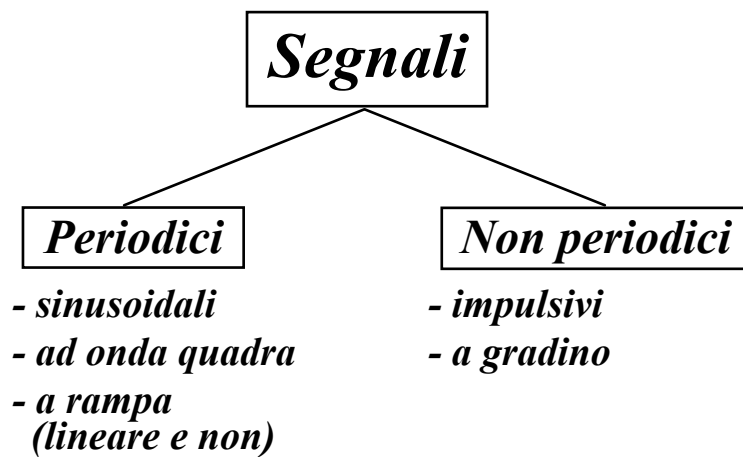 Segnali
Periodici
- sinusoidali
- ad onda quadra
- a rampa
(lineare e non)
Non periodici
- impulsivi
- a gradino